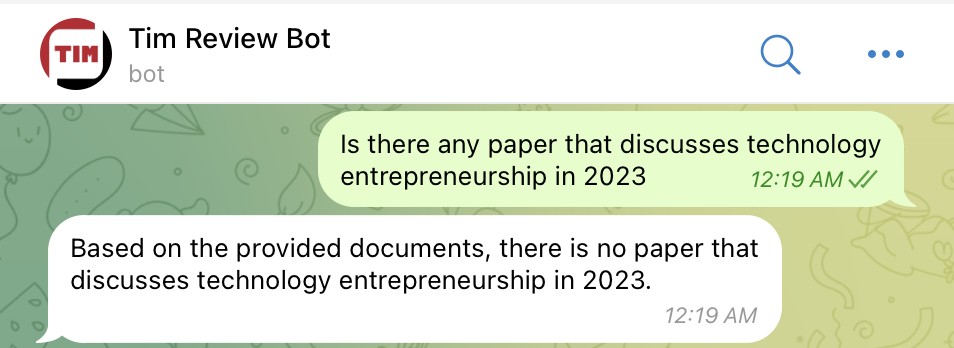 TIM
Tim Review Bot
bot
Is there any paper that discusses technology
entrepreneurship in 2023
12:19 AM
Based on the provided documents, there is no paper that
discusses technology entrepreneurship in 2023.
12:19 AM